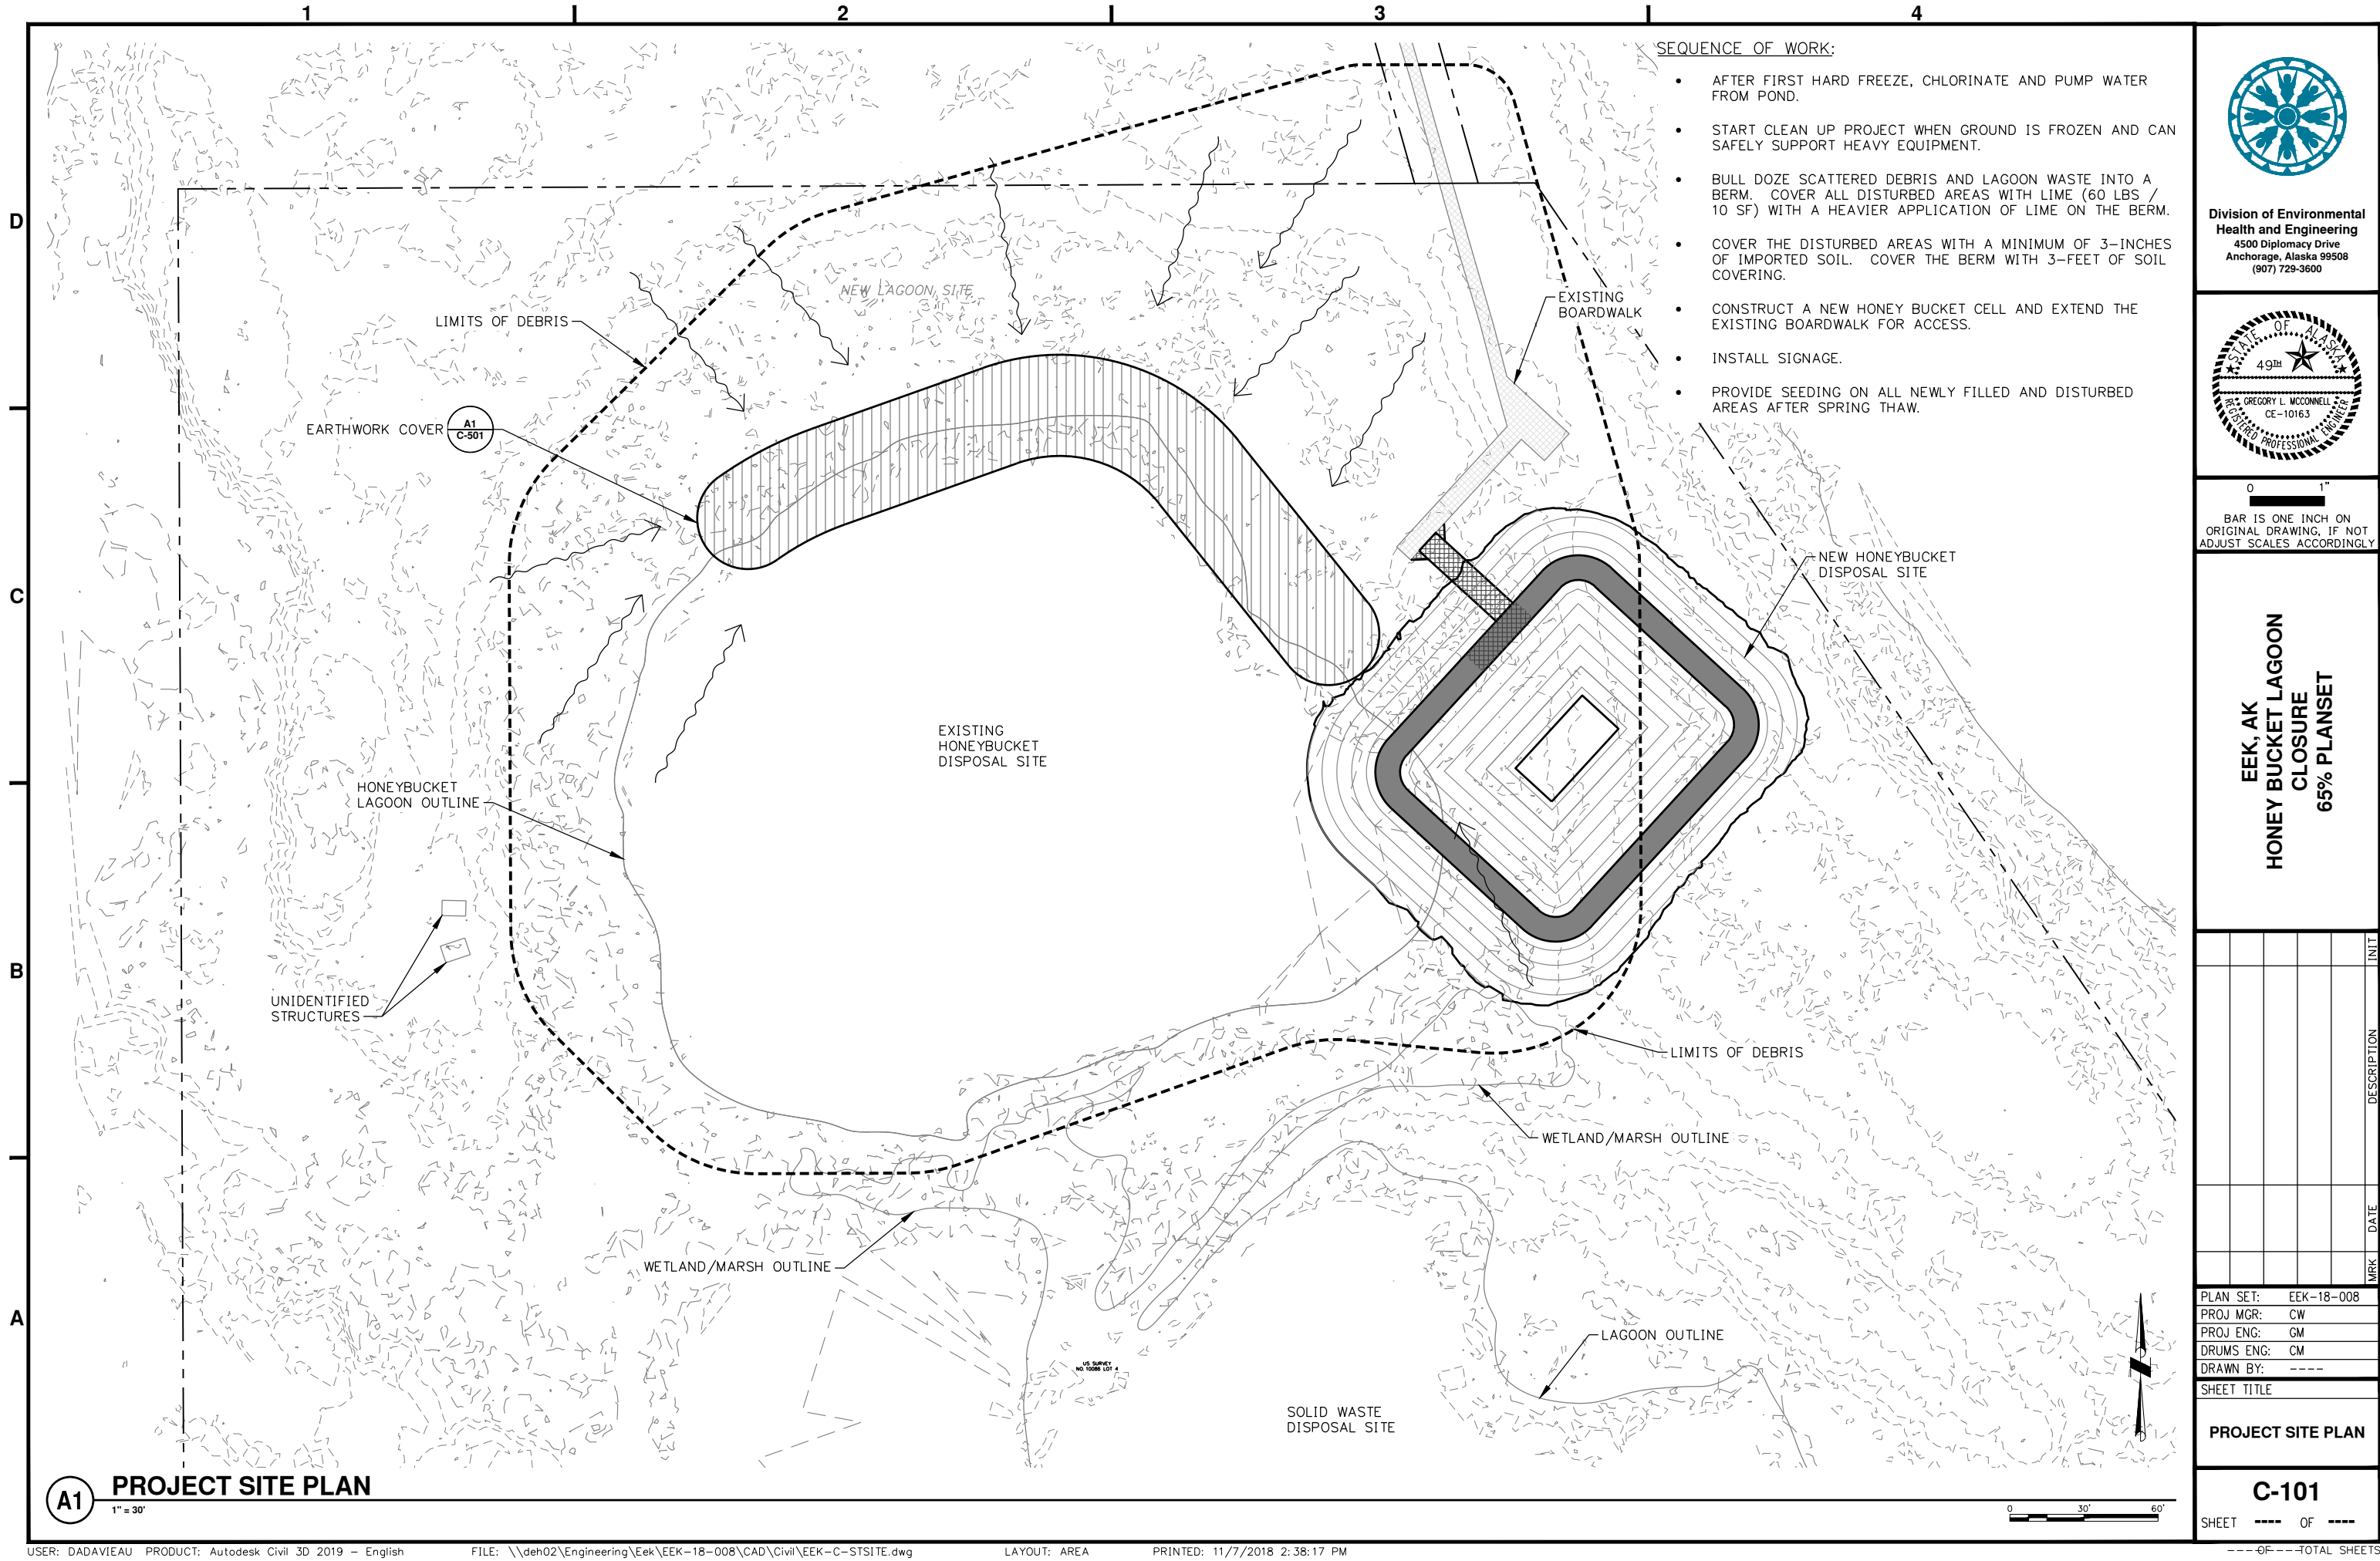 1
2
3
4
D
C
B
A
SEQUENCE OF WORK:
• AFTER FIRST HARD FREEZE, CHLORINATE AND PUMP WATER
FROM POND.
• START CLEAN UP PROJECT WHEN GROUND IS FROZEN AND CAN
SAFELY SUPPORT HEAVY EQUIPMENT.
• BULL DOZE SCATTERED DEBRIS AND LAGOON WASTE INTO A
BERM. COVER ALL DISTURBED AREAS WITH LIME (60 LBS /
10 SF) WITH A HEAVIER APPLICATION OF LIME ON THE BERM.
• COVER THE DISTURBED AREAS WITH A MINIMUM OF 3-INCHES
OF IMPORTED SOIL. COVER THE BERM WITH 3-FEET OF SOIL
COVERING.
• CONSTRUCT A NEW HONEY BUCKET CELL AND EXTEND THE
EXISTING BOARDWALK FOR ACCESS.
• INSTALL SIGNAGE.
• PROVIDE SEEDING ON ALL NEWLY FILLED AND DISTURBED
AREAS AFTER SPRING THAW.
NEW LAGOON SITE
LIMITS OF DEBRIS
EXISTING
BOARDWALK
EARTHWORK COVER
A1
C-501
NEW HONEYBUCKET
DISPOSAL SITE
EXISTING
HONEYBUCKET
DISPOSAL SITE
HONEYBUCKET
LAGOON OUTLINE
UNIDENTIFIED
STRUCTURES
LIMITS OF DEBRIS
WETLAND/MARSH OUTLINE
WETLAND/MARSH OUTLINE
LAGOON OUTLINE
US SURVEY
NO. 10086 LOT 4
SOLID WASTE
DISPOSAL SITE
A1
PROJECT SITE PLAN
1" = 30'
0 30' 60'
Division of Environmental
Health and Engineering
4500 Diplomacy Drive
Anchorage, Alaska 99508
(907) 729-3600
STATE OF ALASKA
49TH
GREGORY L. MCCONNELL
CE-10163
REGISTERED PROFESSIONAL ENGINEER
0 1"
BAR IS ONE INCH ON
ORIGINAL DRAWING, IF NOT
ADJUST SCALES ACCORDINGLY
EEK, AK
HONEY BUCKET LAGOON
CLOSURE
65% PLANSET
INIT
DESCRIPTION
DATE
MRK
PLAN SET: EEK-18-008
PROJ MGR: CW
PROJ ENG: GM
DRUMS ENG: CM
DRAWN BY: ----
SHEET TITLE
PROJECT SITE PLAN
C-101
SHEET ---- OF ----
USER: DADAVIEAU PRODUCT: Autodesk Civil 3D 2019 - English FILE: \\deh02\Engineering\Eek\EEK-18-008\CAD\Civil\EEK-C-STSITE.dwg LAYOUT: AREA PRINTED: 11/7/2018 2:38:17 PM
----OF----TOTAL SHEETS